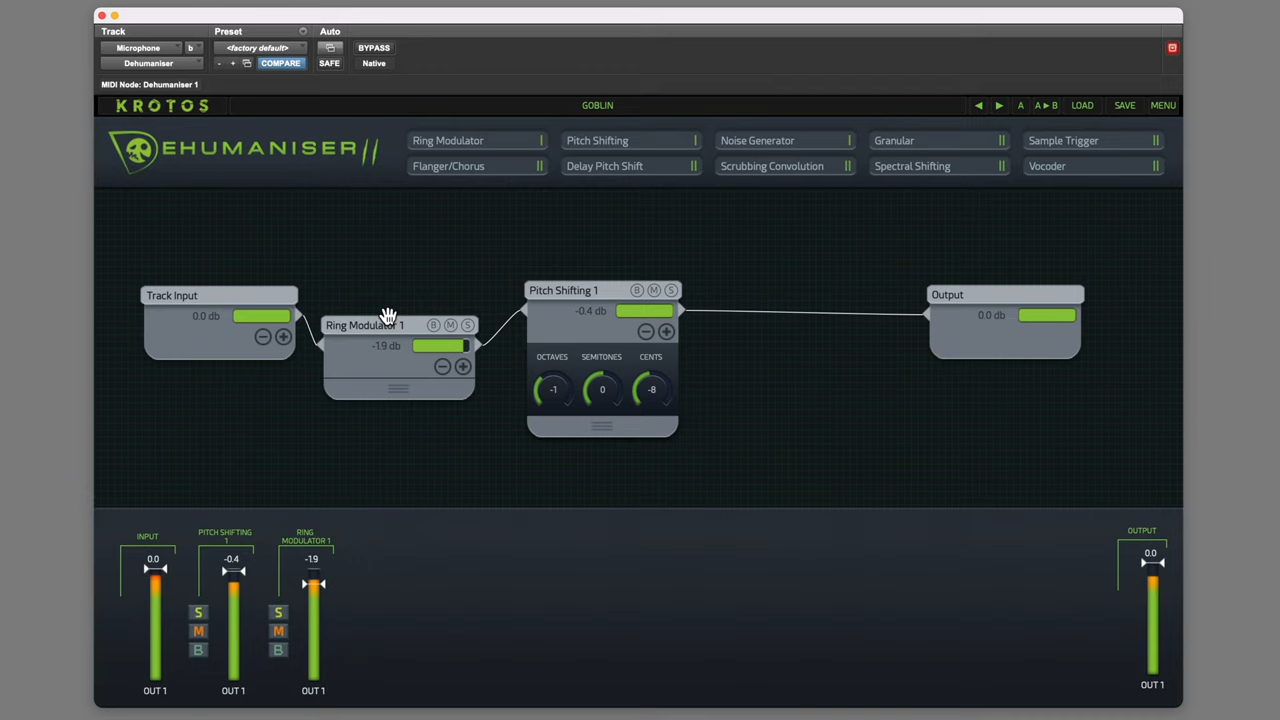 Track
Preset
Auto
Microphone
b
<factory default>
BYPASS
Dehumaniser
- +
COMPARE
SAFE
Native
MIDI Node: Dehumaniser 1
KROTOS
GOBLIN
A
A▸B
LOAD
SAVE
MENU
EHUMANISER II
Ring Modulator
Pitch Shifting
Noise Generator
Granular
Sample Trigger
Flanger/Chorus
Delay Pitch Shift
Scrubbing Convolution
Spectral Shifting
Vocoder
Track Input
0.0 db
Ring Modulator 1
B M S
-1.9 db
Pitch Shifting 1
B M S
-0.4 db
OCTAVES SEMITONES CENTS
-1 0 -8
Output
0.0 db
INPUT
0.0
OUT 1
PITCH SHIFTING
1
-0.4
S
M
B
OUT 1
RING
MODULATOR 1
-1.9
S
M
B
OUT 1
OUTPUT
0.0
OUT 1